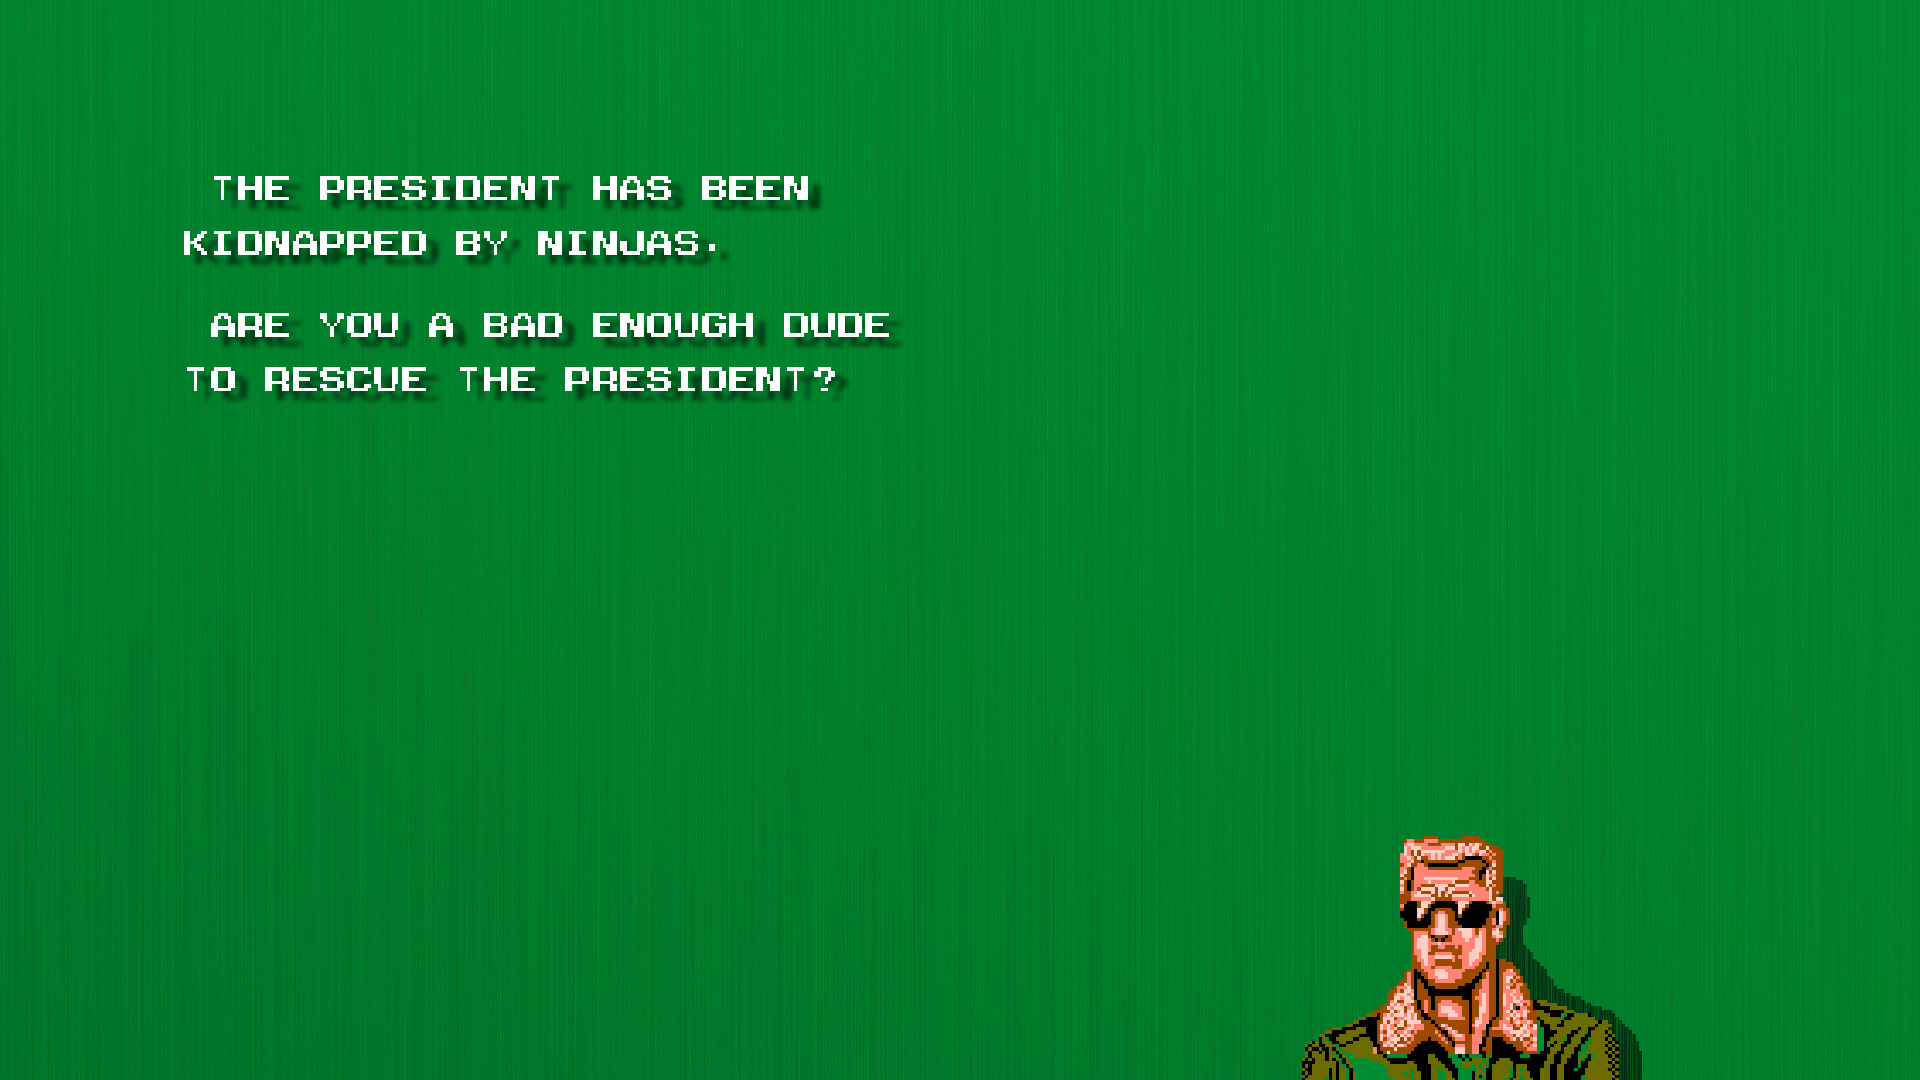 THE PRESIDENT HAS BEEN
KIDNAPPED BY NINJAS.
ARE YOU A BAD ENOUGH DUDE
TO RESCUE THE PRESIDENT?